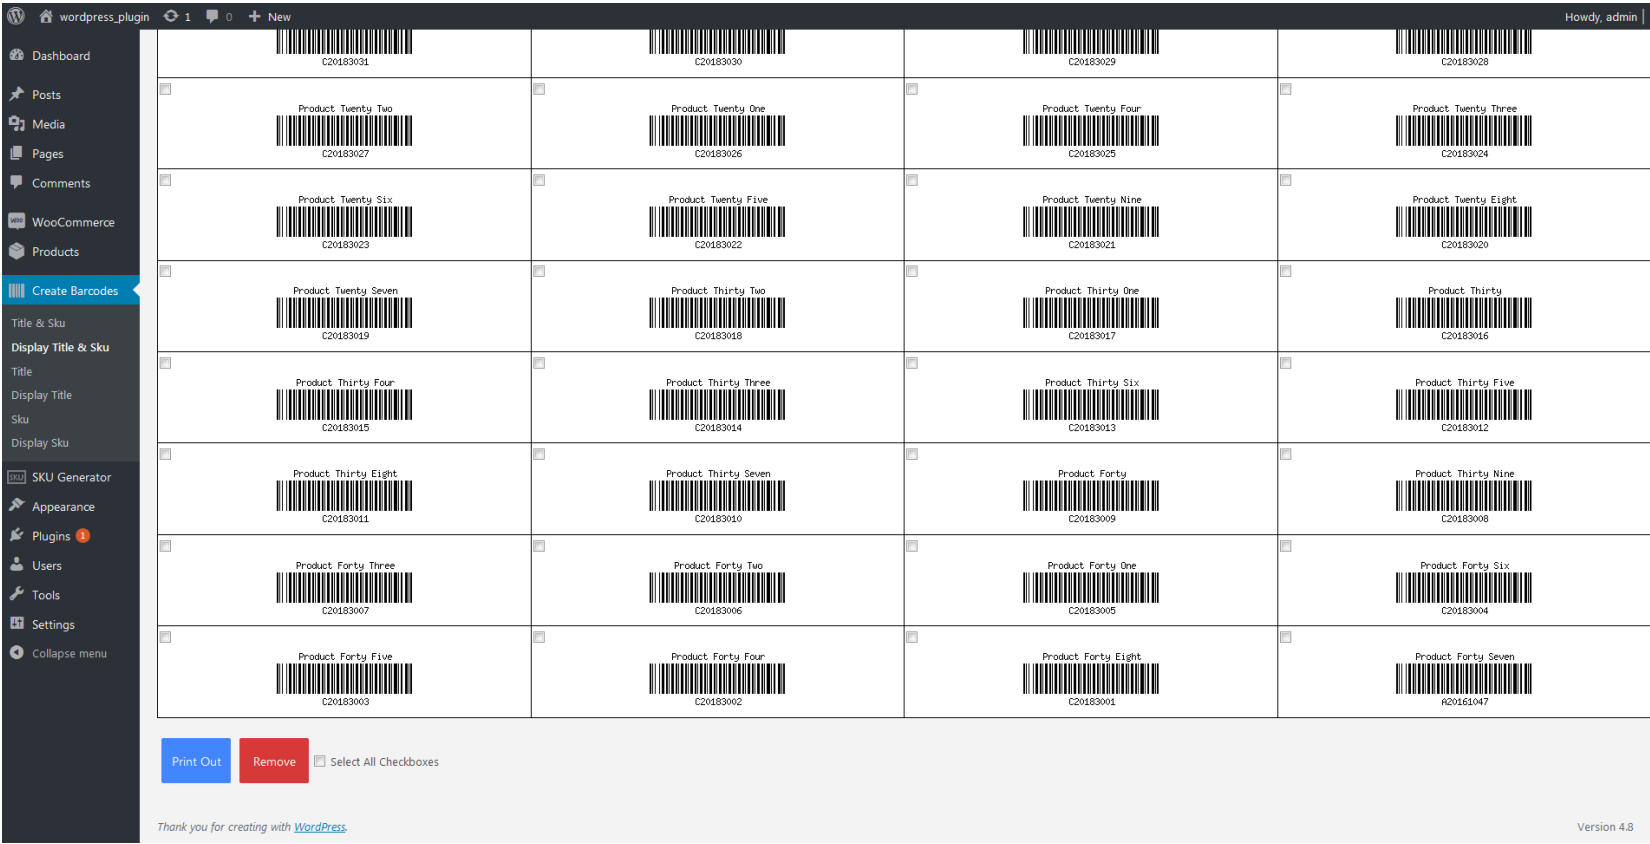 wordpress_plugin 1 0 New Howdy, admin
Dashboard
Posts
Media
Pages
Comments
WooCommerce
Products
Create Barcodes
Title & Sku
Display Title & Sku
Title
Display Title
Sku
Display Sku
SKU SKU Generator
Appearance
Plugins 1
Users
Tools
Settings
Collapse menu
C20183031 C20183030 C20183029 C20183028
Product Twenty Two Product Twenty One Product Twenty Four Product Twenty Three
C20183027 C20183026 C20183025 C20183024
Product Twenty Six Product Twenty Five Product Twenty Nine Product Twenty Eight
C20183023 C20183022 C20183021 C20183020
Product Twenty Seven Product Thirty Two Product Thirty One Product Thirty
C20183019 C20183018 C20183017 C20183016
Product Thirty Four Product Thirty Three Product Thirty Six Product Thirty Five
C20183015 C20183014 C20183013 C20183012
Product Thirty Eight Product Thirty Seven Product Forty Product Thirty Nine
C20183011 C20183010 C20183009 C20183008
Product Forty Three Product Forty Two Product Forty One Product Forty Six
C20183007 C20183006 C20183005 C20183004
Product Forty Five Product Forty Four Product Forty Eight Product Forty Seven
C20183003 C20183002 C20183001 A20161047
Print Out Remove Select All Checkboxes
Thank you for creating with WordPress. Version 4.8